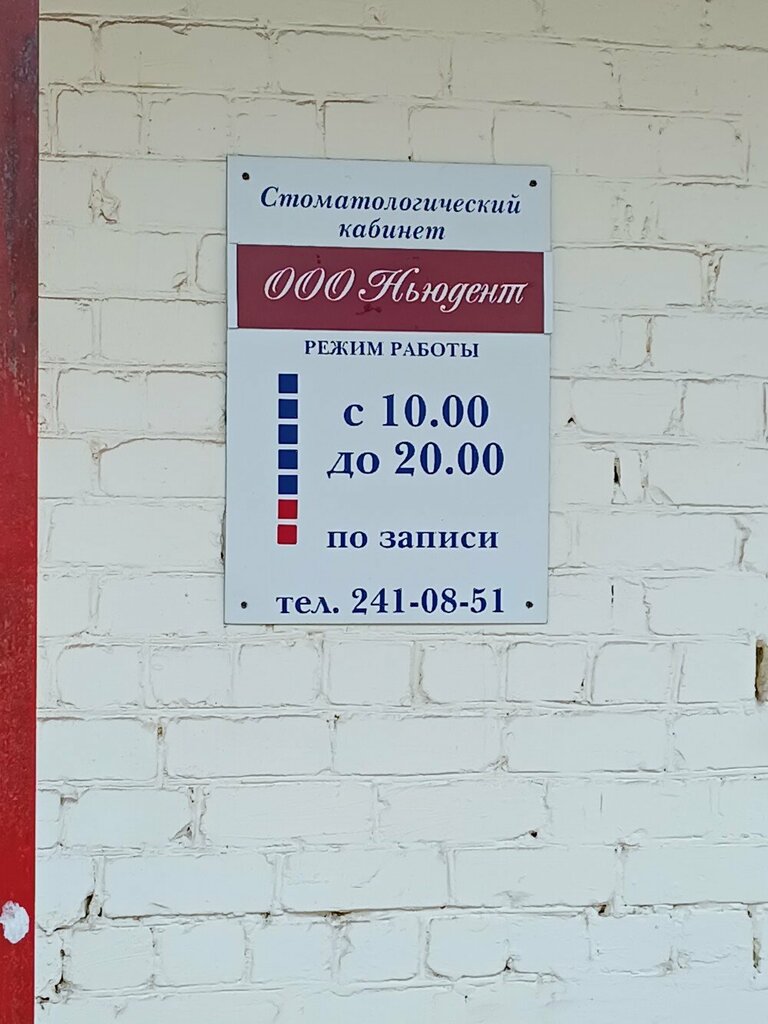 Стоматологический
кабинет
ООО Ньюдент
РЕЖИМ РАБОТЫ
с 10.00
до 20.00
по записи
тел. 241-08-51